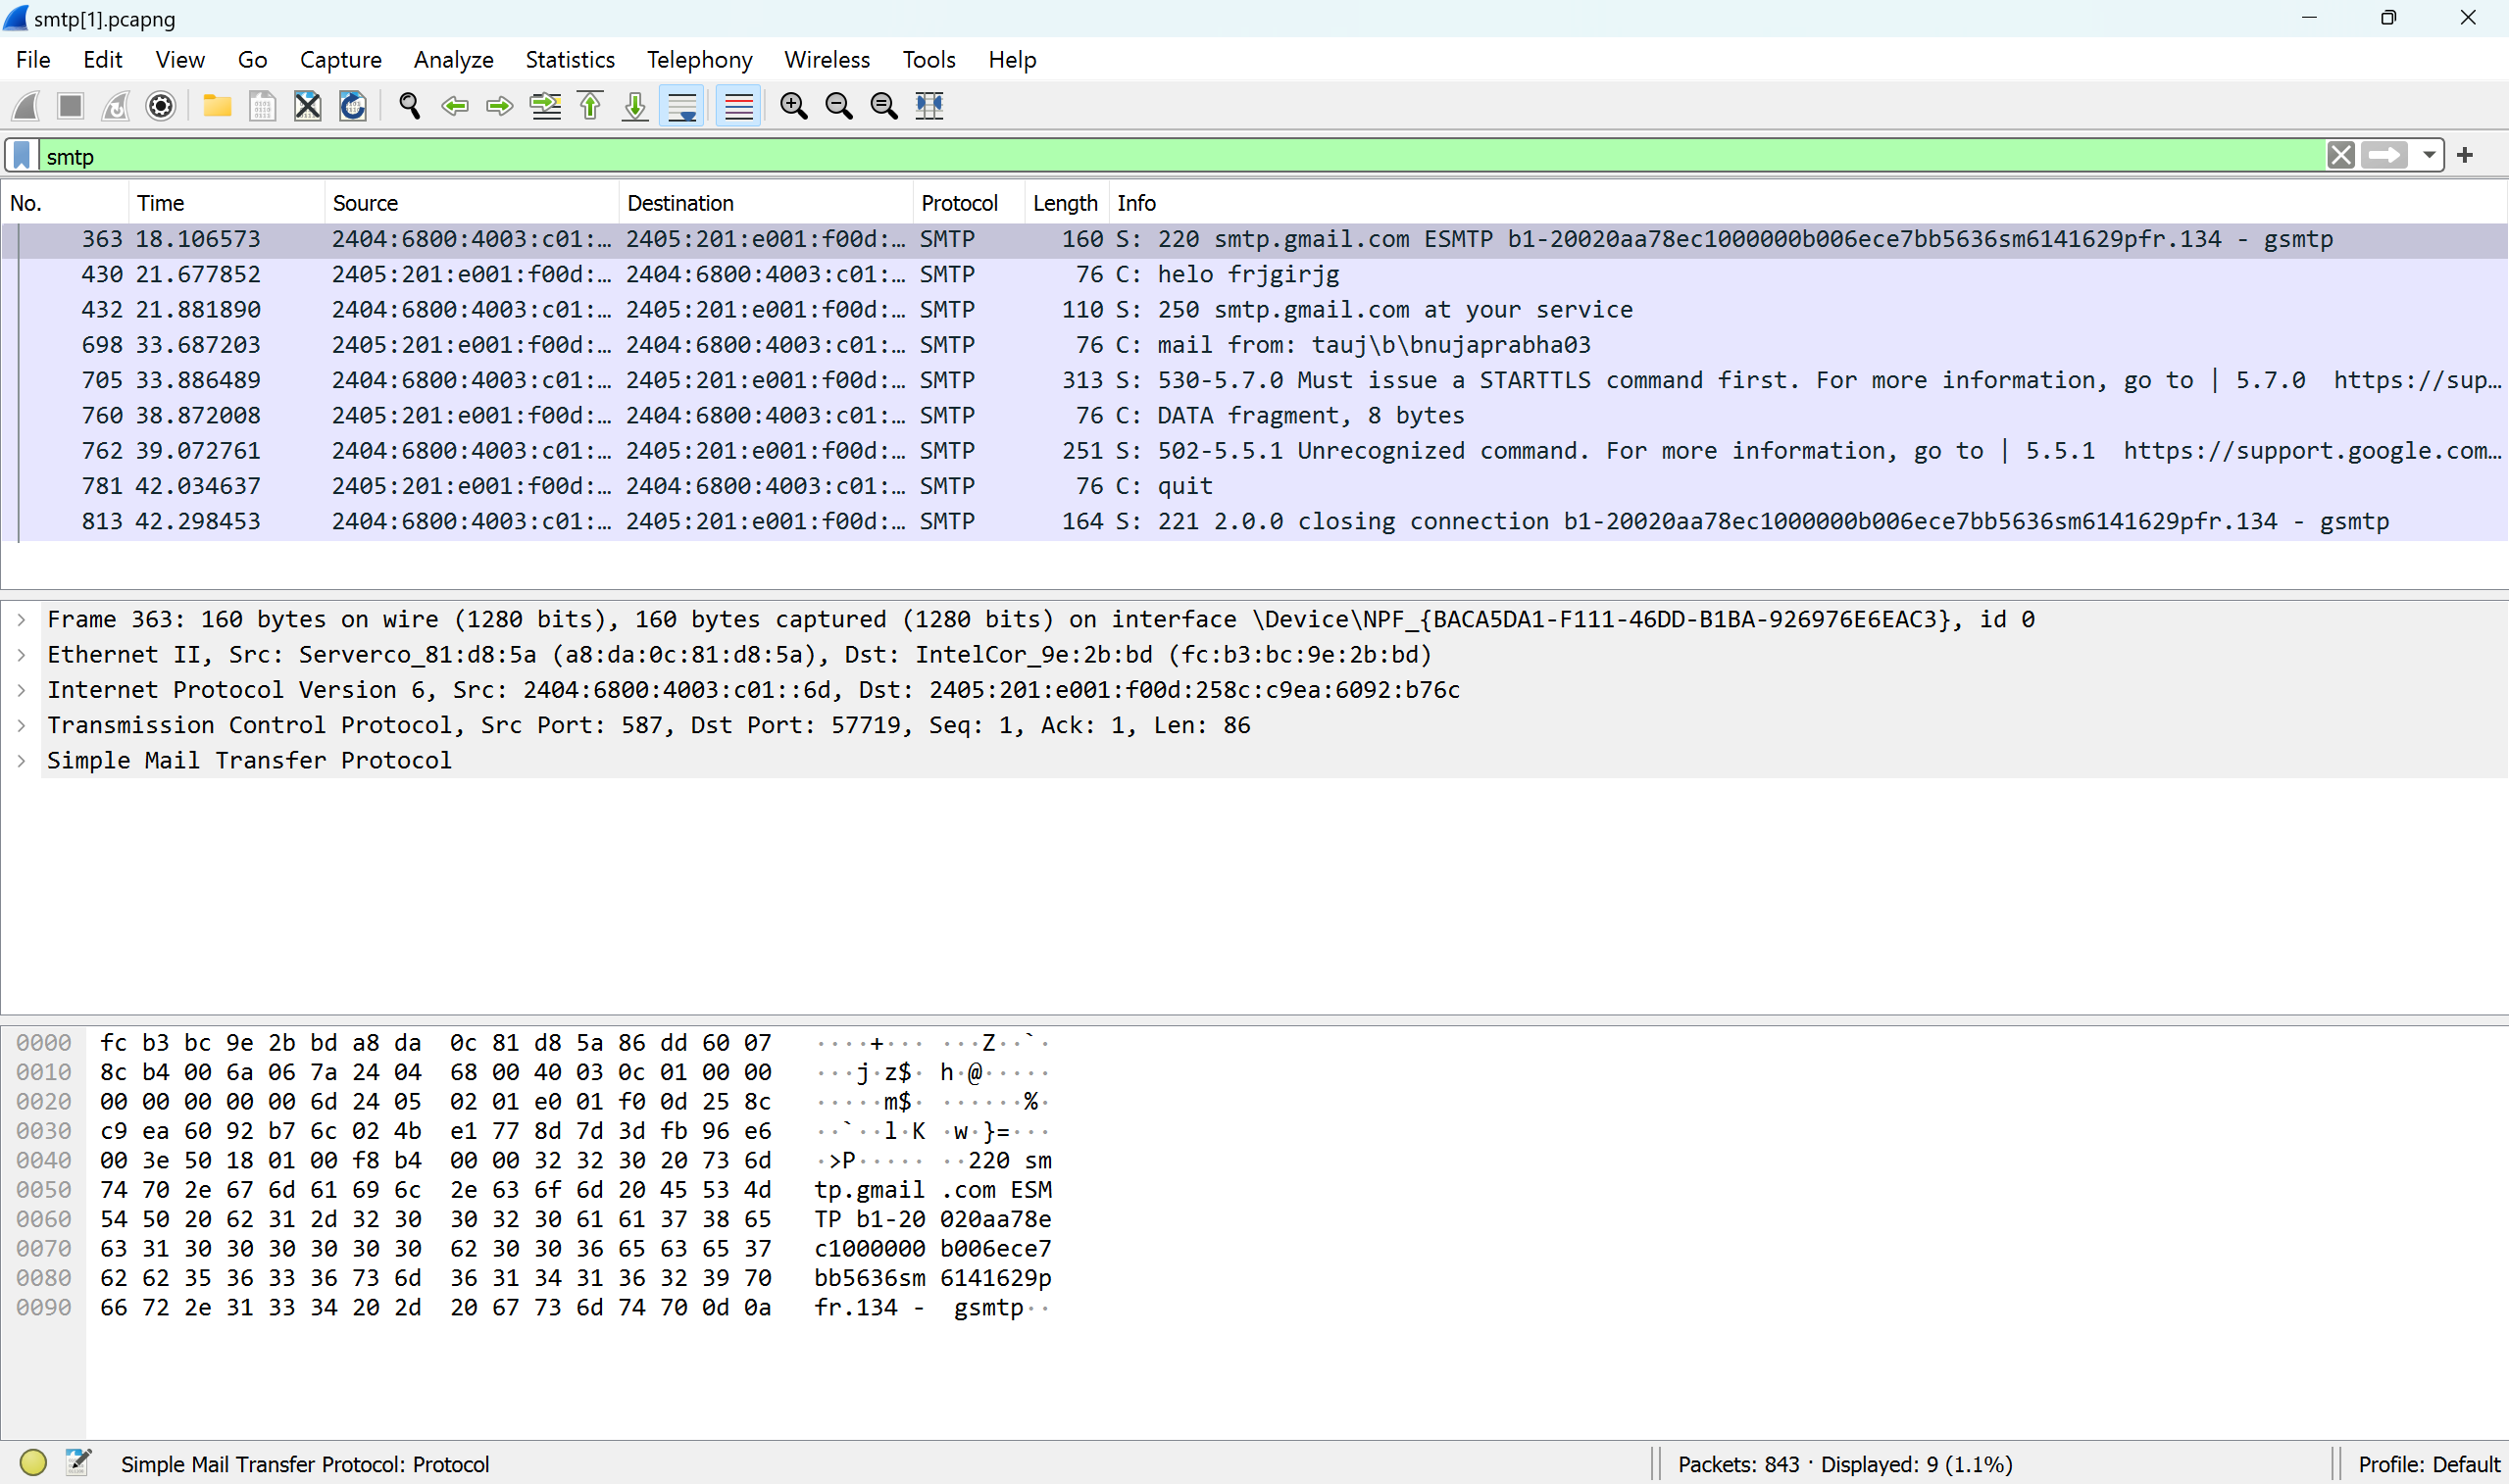 smtp[1].pcapng
File Edit View Go Capture Analyze Statistics Telephony Wireless Tools Help
smtp
No. Time Source Destination Protocol Length Info
363 18.106573 2404:6800:4003:c01:… 2405:201:e001:f00d:… SMTP 160 S: 220 smtp.gmail.com ESMTP b1-20020aa78ec1000000b006ece7bb5636sm6141629pfr.134 - gsmtp
430 21.677852 2405:201:e001:f00d:… 2404:6800:4003:c01:… SMTP 76 C: helo frjgirjg
432 21.881890 2404:6800:4003:c01:… 2405:201:e001:f00d:… SMTP 110 S: 250 smtp.gmail.com at your service
698 33.687203 2405:201:e001:f00d:… 2404:6800:4003:c01:… SMTP 76 C: mail from: tauj\b\bnujaprabha03
705 33.886489 2404:6800:4003:c01:… 2405:201:e001:f00d:… SMTP 313 S: 530-5.7.0 Must issue a STARTTLS command first. For more information, go to | 5.7.0 https://sup…
760 38.872008 2405:201:e001:f00d:… 2404:6800:4003:c01:… SMTP 76 C: DATA fragment, 8 bytes
762 39.072761 2404:6800:4003:c01:… 2405:201:e001:f00d:… SMTP 251 S: 502-5.5.1 Unrecognized command. For more information, go to | 5.5.1 https://support.google.com…
781 42.034637 2405:201:e001:f00d:… 2404:6800:4003:c01:… SMTP 76 C: quit
813 42.298453 2404:6800:4003:c01:… 2405:201:e001:f00d:… SMTP 164 S: 221 2.0.0 closing connection b1-20020aa78ec1000000b006ece7bb5636sm6141629pfr.134 - gsmtp
Frame 363: 160 bytes on wire (1280 bits), 160 bytes captured (1280 bits) on interface \Device\NPF_{BACA5DA1-F111-46DD-B1BA-926976E6EAC3}, id 0
Ethernet II, Src: Serverco_81:d8:5a (a8:da:0c:81:d8:5a), Dst: IntelCor_9e:2b:bd (fc:b3:bc:9e:2b:bd)
Internet Protocol Version 6, Src: 2404:6800:4003:c01::6d, Dst: 2405:201:e001:f00d:258c:c9ea:6092:b76c
Transmission Control Protocol, Src Port: 587, Dst Port: 57719, Seq: 1, Ack: 1, Len: 86
Simple Mail Transfer Protocol
0000 fc b3 bc 9e 2b bd a8 da 0c 81 d8 5a 86 dd 60 07 ····+··· ···Z··`·
0010 8c b4 00 6a 06 7a 24 04 68 00 40 03 0c 01 00 00 ···j·z$· h·@·····
0020 00 00 00 00 00 6d 24 05 02 01 e0 01 f0 0d 25 8c ·····m$· ······%·
0030 c9 ea 60 92 b7 6c 02 4b e1 77 8d 7d 3d fb 96 e6 ··`··l·K ·w·}=···
0040 00 3e 50 18 01 00 f8 b4 00 00 32 32 30 20 73 6d ·>P····· ··220 sm
0050 74 70 2e 67 6d 61 69 6c 2e 63 6f 6d 20 45 53 4d tp.gmail .com ESM
0060 54 50 20 62 31 2d 32 30 30 32 30 61 61 37 38 65 TP b1-20 020aa78e
0070 63 31 30 30 30 30 30 30 62 30 30 36 65 63 65 37 c1000000 b006ece7
0080 62 62 35 36 33 36 73 6d 36 31 34 31 36 32 39 70 bb5636sm 6141629p
0090 66 72 2e 31 33 34 20 2d 20 67 73 6d 74 70 0d 0a fr.134 - gsmtp··
Simple Mail Transfer Protocol: Protocol
Packets: 843 · Displayed: 9 (1.1%)
Profile: Default